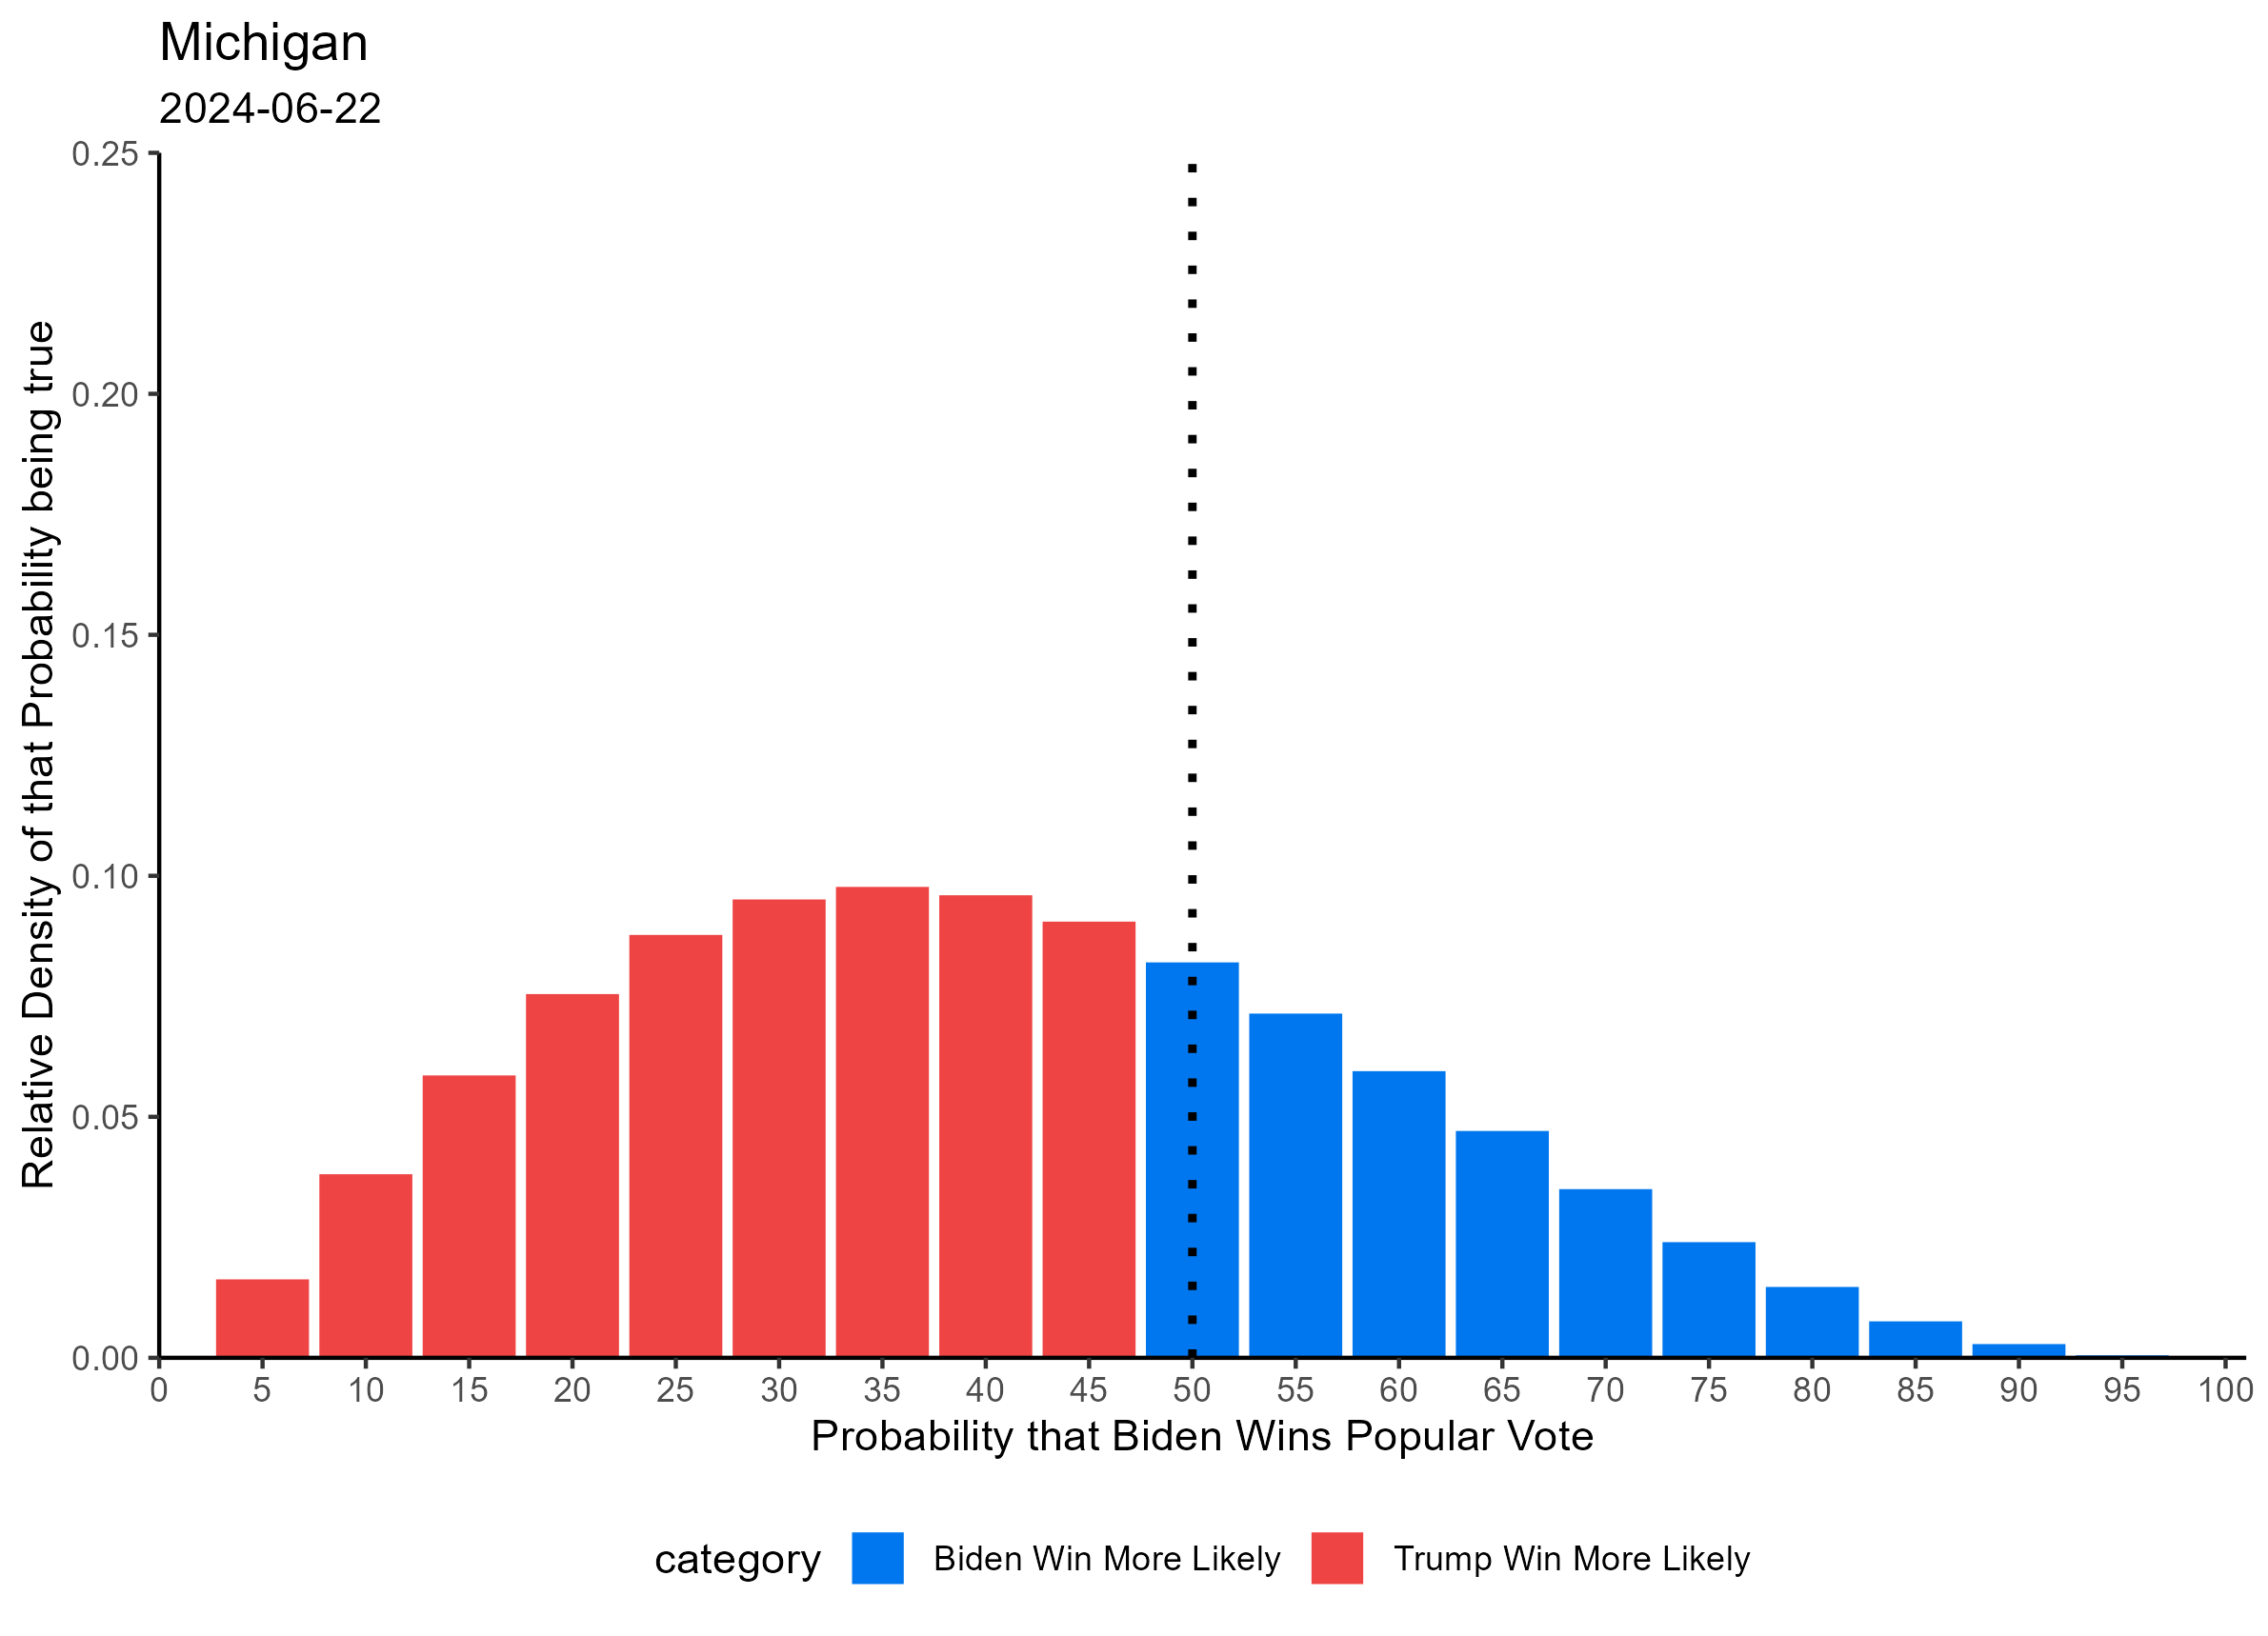 Michigan
2024-06-22
0.25
0.20
0.15
0.10
0.05
0.00
Relative Density of that Probability being true
0 5 10 15 20 25 30 35 40 45 50 55 60 65 70 75 80 85 90 95 100
Probability that Biden Wins Popular Vote
category Biden Win More Likely Trump Win More Likely